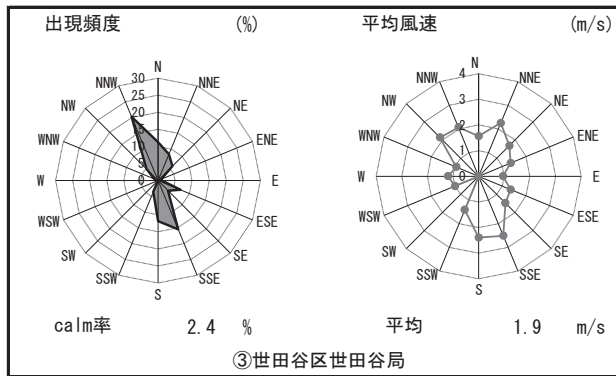 出現頻度 (%)
N
NNW NNE
NW NE
WNW ENE
W E
WSW ESE
SW SE
SSW SSE
S
30
25
20
15
10
5
0
calm率 2.4 %
平均風速 (m/s)
N
NNW NNE
NW NE
WNW ENE
W E
WSW ESE
SW SE
SSW SSE
S
4
3
2
1
0
平均 1.9 m/s
③世田谷区世田谷局